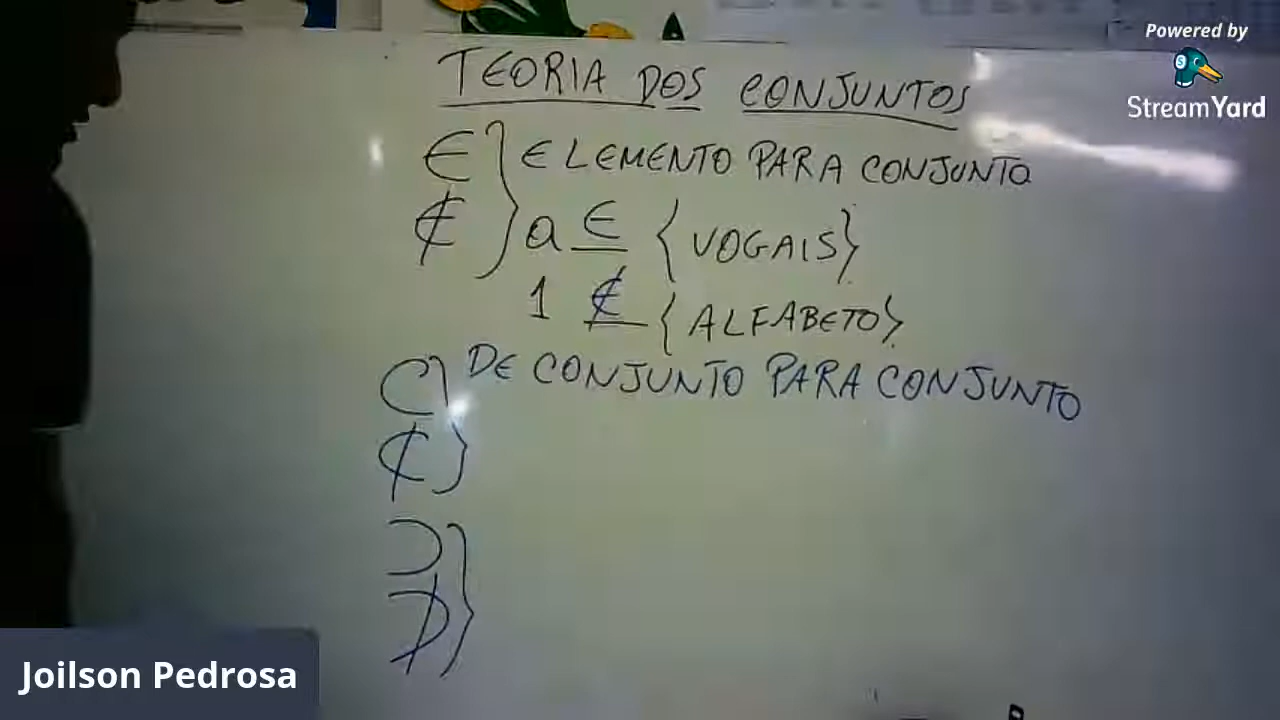 Powered by
StreamYard
TEORIA DOS CONJUNTOS
∈ } ELEMENTO PARA CONJUNTO
∉ } a ∈ {VOGAIS}
1 ∉ {ALFABETO}
⊂ } DE CONJUNTO PARA CONJUNTO
⊄ }
⊃ }
⊅ }
Joilson Pedrosa